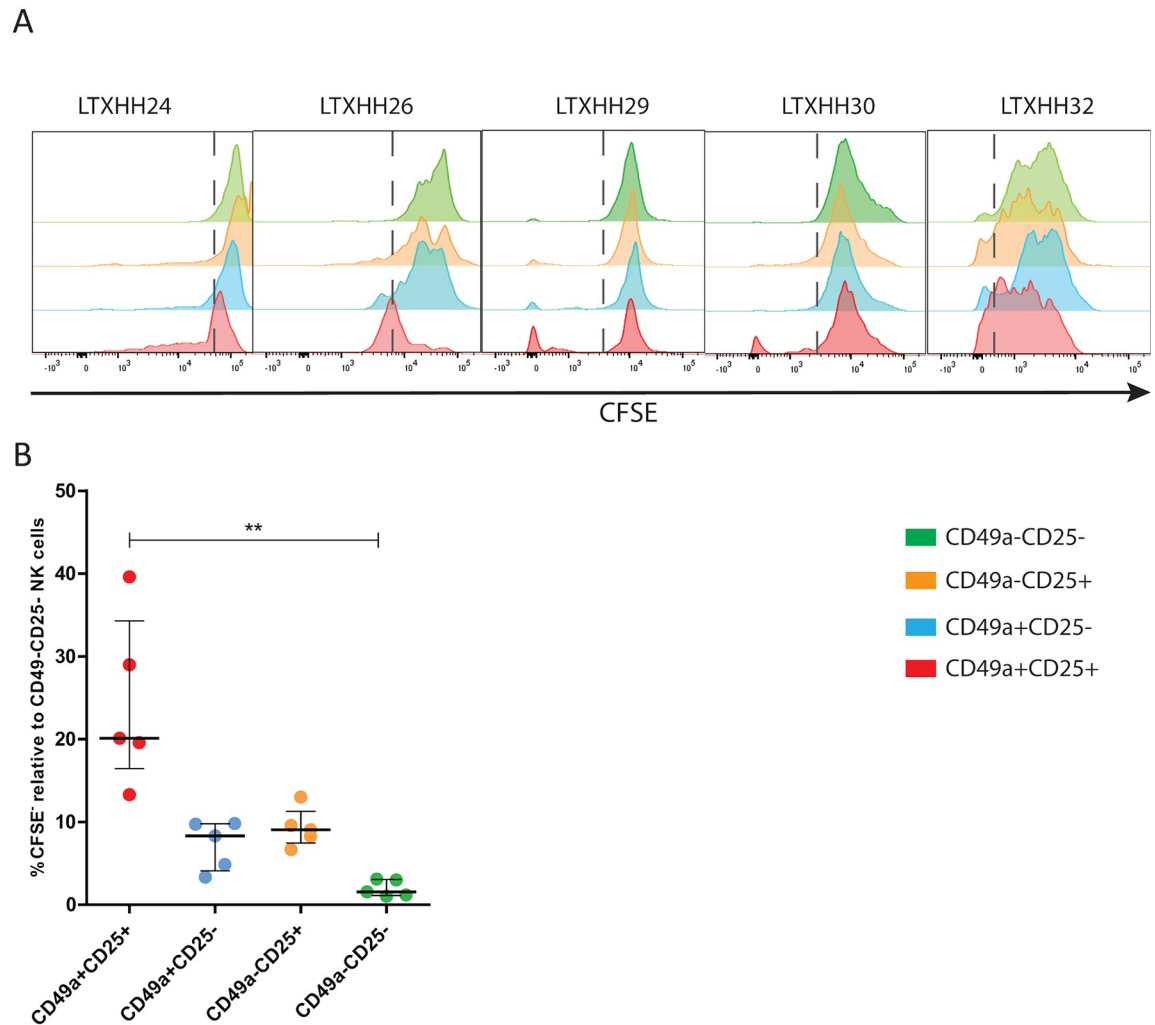 A
LTXHH24 LTXHH26 LTXHH29 LTXHH30 LTXHH32
-10³ 0 10³ 10⁴ 10⁵ -10³ 0 10³ 10⁴ 10⁵ -10³ 0 10³ 10⁴ 10⁵ -10³ 0 10³ 10⁴ 10⁵ -10³ 0 10³ 10⁴ 10⁵
CFSE
B
%CFSE⁻ relative to CD49-CD25- NK cells
50
40
30
20
10
0
**
CD49a+CD25+ CD49a+CD25- CD49a-CD25+ CD49a-CD25-
CD49a-CD25-
CD49a-CD25+
CD49a+CD25-
CD49a+CD25+